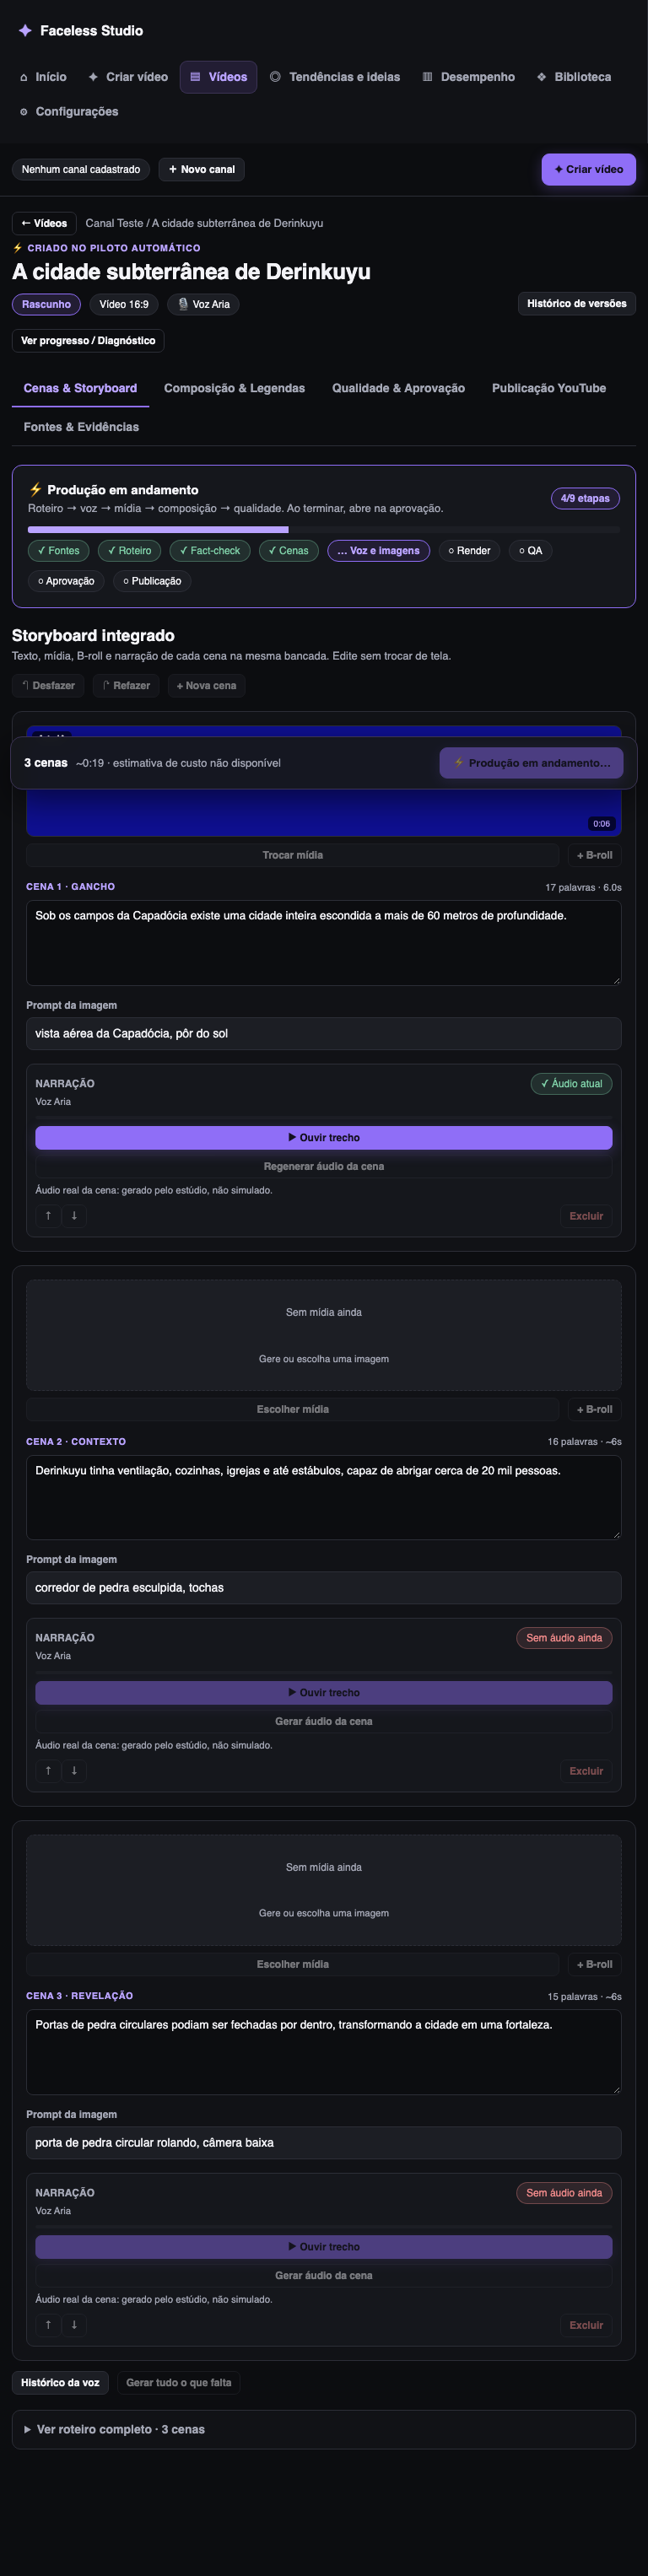 Faceless Studio
Início
Criar vídeo
Vídeos
Tendências e ideias
Desempenho
Biblioteca
Configurações
Nenhum canal cadastrado
+ Novo canal
Criar vídeo
← Vídeos
Canal Teste / A cidade subterrânea de Derinkuyu
⚡ CRIADO NO PILOTO AUTOMÁTICO
A cidade subterrânea de Derinkuyu
Rascunho
Vídeo 16:9
Voz Aria
Histórico de versões
Ver progresso / Diagnóstico
Cenas & Storyboard
Composição & Legendas
Qualidade & Aprovação
Publicação YouTube
Fontes & Evidências
⚡ Produção em andamento
Roteiro → voz → mídia → composição → qualidade. Ao terminar, abre na aprovação.
4/9 etapas
✓ Fontes
✓ Roteiro
✓ Fact-check
✓ Cenas
... Voz e imagens
○ Render
○ QA
○ Aprovação
○ Publicação
Storyboard integrado
Texto, mídia, B-roll e narração de cada cena na mesma bancada. Edite sem trocar de tela.
Desfazer
Refazer
+ Nova cena
3 cenas ~0:19 · estimativa de custo não disponível
⚡ Produção em andamento...
0:06
Trocar mídia
+ B-roll
CENA 1 · GANCHO
17 palavras · 6.0s
Sob os campos da Capadócia existe uma cidade inteira escondida a mais de 60 metros de profundidade.
Prompt da imagem
vista aérea da Capadócia, pôr do sol
NARRAÇÃO
✓ Áudio atual
Voz Aria
▶ Ouvir trecho
Regenerar áudio da cena
Áudio real da cena: gerado pelo estúdio, não simulado.
↑ ↓
Excluir
Sem mídia ainda
Gere ou escolha uma imagem
Escolher mídia
+ B-roll
CENA 2 · CONTEXTO
16 palavras · ~6s
Derinkuyu tinha ventilação, cozinhas, igrejas e até estábulos, capaz de abrigar cerca de 20 mil pessoas.
Prompt da imagem
corredor de pedra esculpida, tochas
NARRAÇÃO
Sem áudio ainda
Voz Aria
▶ Ouvir trecho
Gerar áudio da cena
Áudio real da cena: gerado pelo estúdio, não simulado.
↑ ↓
Excluir
Sem mídia ainda
Gere ou escolha uma imagem
Escolher mídia
+ B-roll
CENA 3 · REVELAÇÃO
15 palavras · ~6s
Portas de pedra circulares podiam ser fechadas por dentro, transformando a cidade em uma fortaleza.
Prompt da imagem
porta de pedra circular rolando, câmera baixa
NARRAÇÃO
Sem áudio ainda
Voz Aria
▶ Ouvir trecho
Gerar áudio da cena
Áudio real da cena: gerado pelo estúdio, não simulado.
↑ ↓
Excluir
Histórico da voz
Gerar tudo o que falta
▶ Ver roteiro completo · 3 cenas